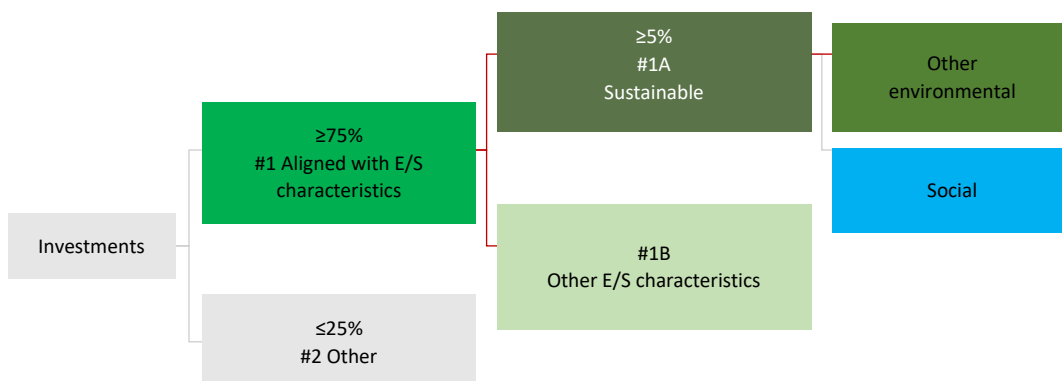 Investments
≥75%
#1 Aligned with E/S
characteristics
≤25%
#2 Other
≥5%
#1A
Sustainable
#1B
Other E/S characteristics
Other
environmental
Social